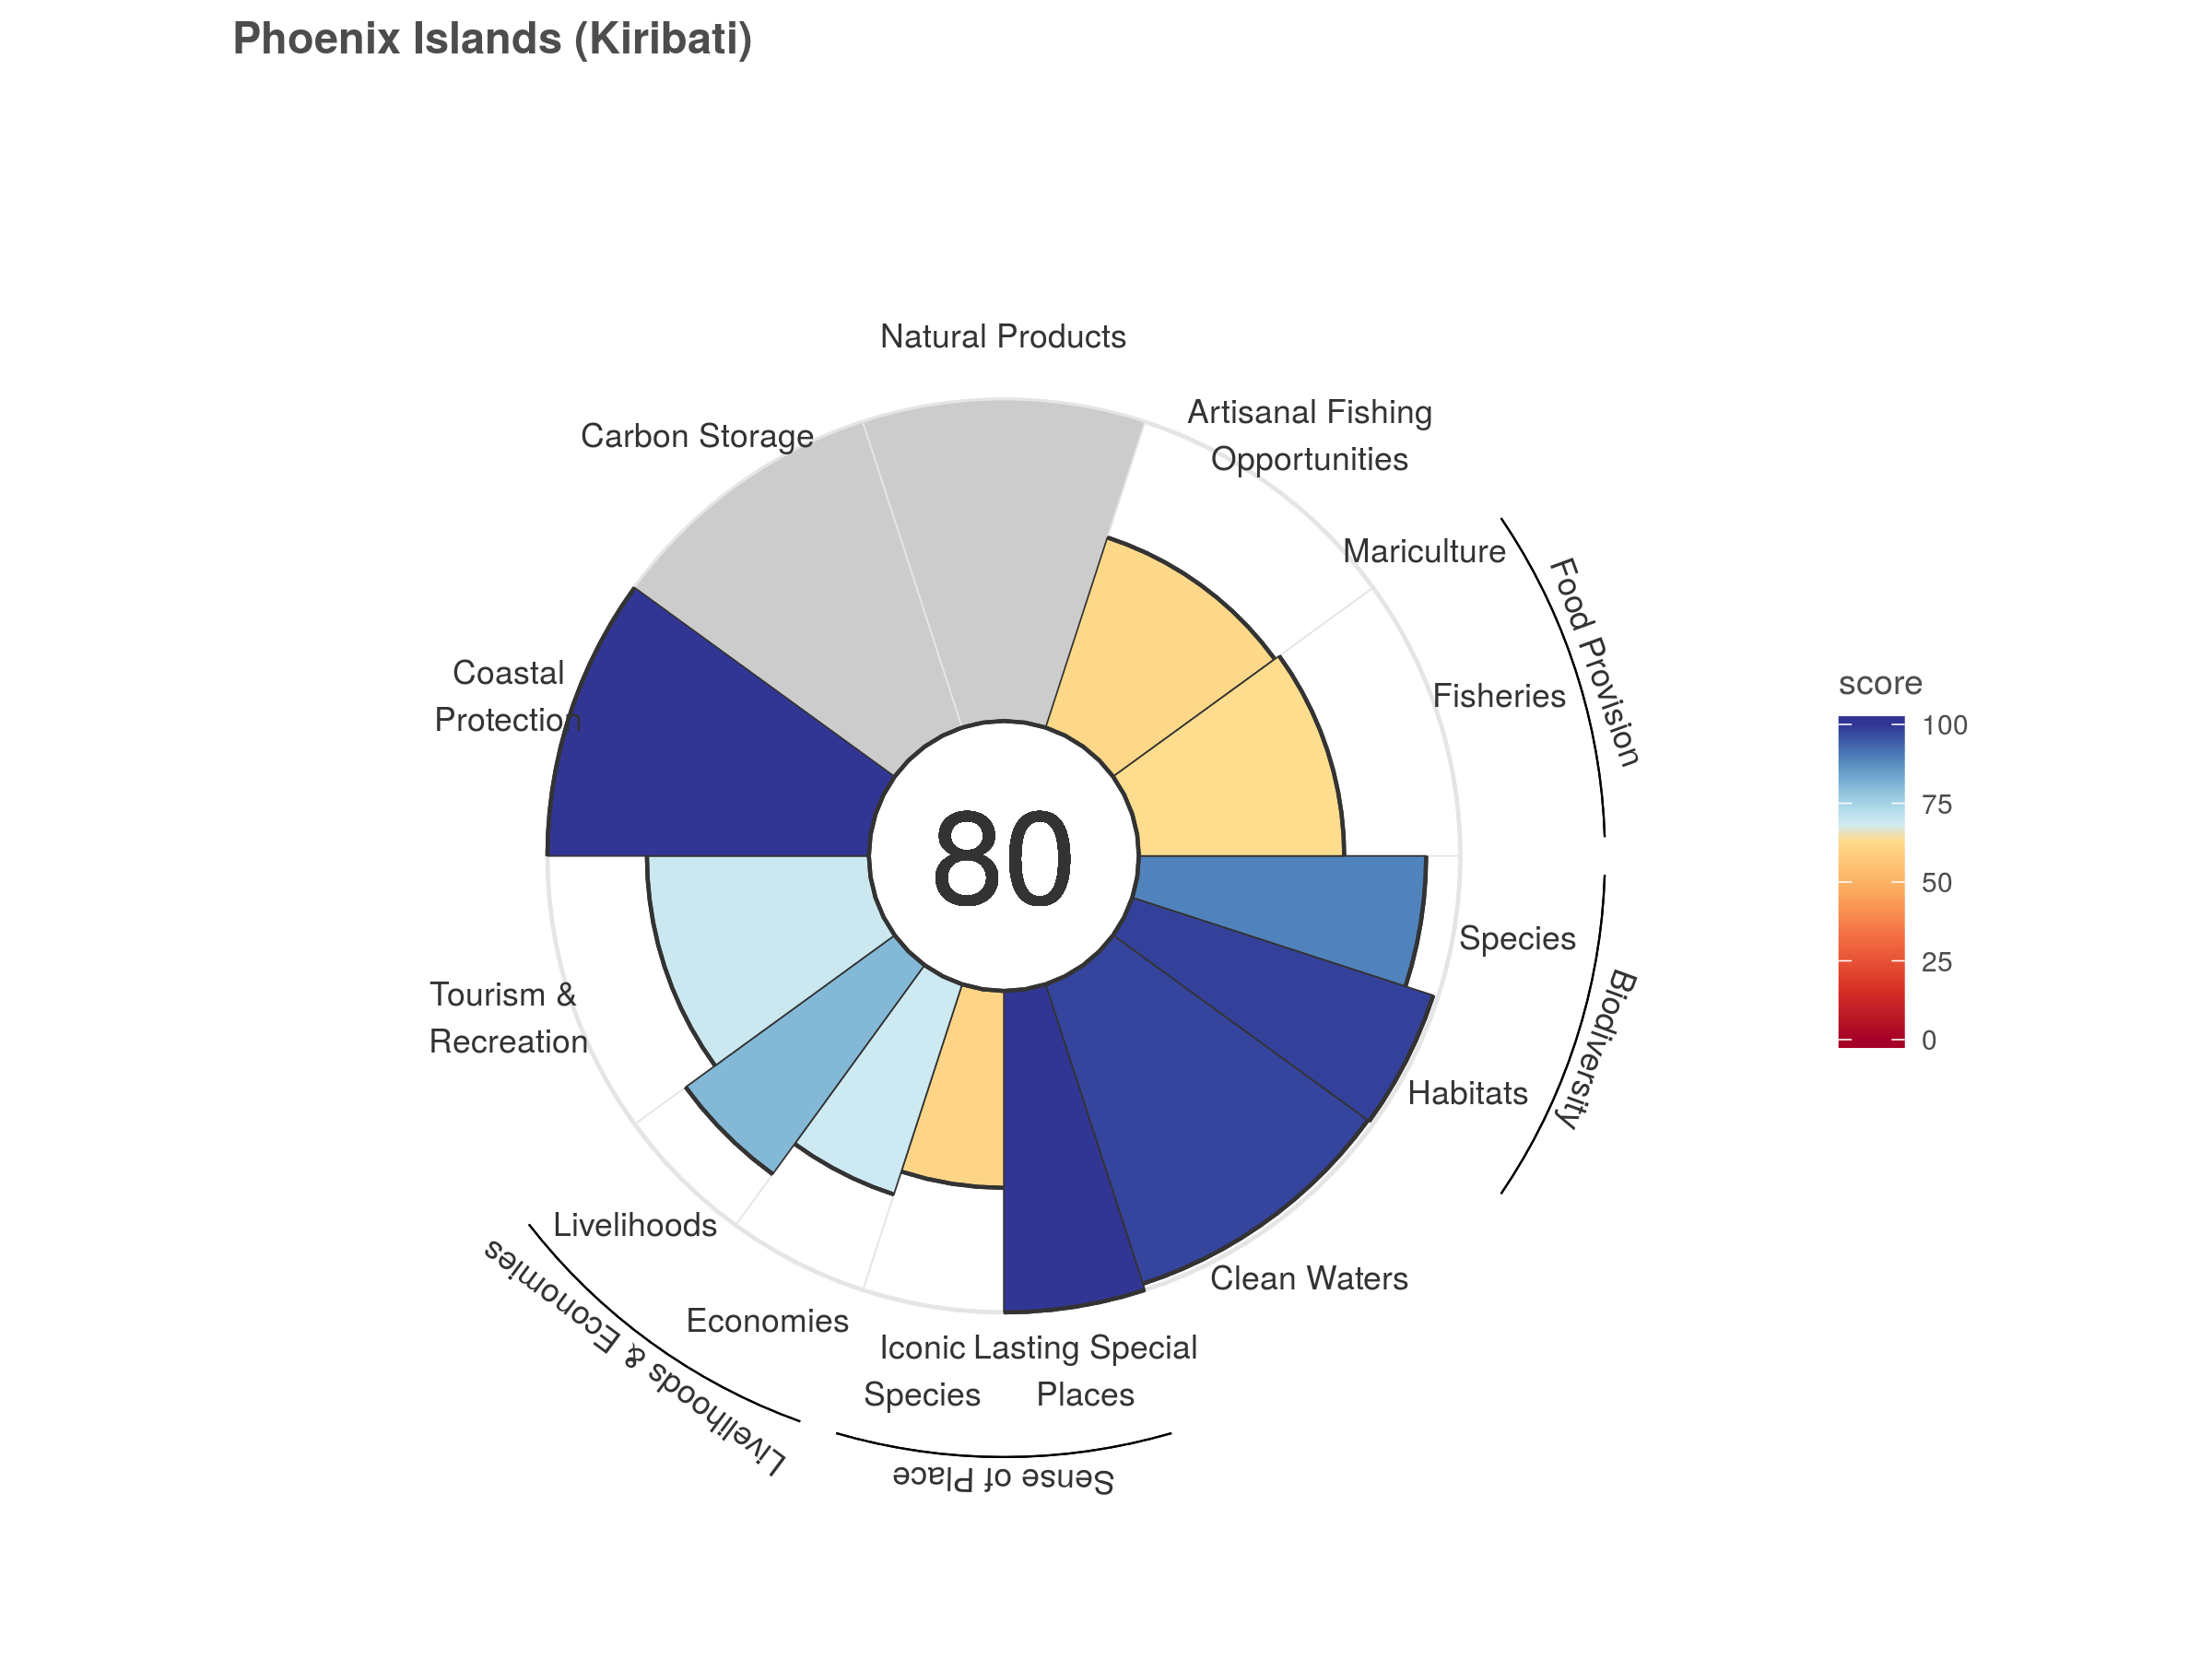 Phoenix Islands (Kiribati)
Natural Products
Artisanal Fishing
Opportunities
Carbon Storage
Mariculture
Food Provision
Fisheries
Coastal
Protection
score
100
75
50
25
0
80
Species
Biodiversity
Tourism &
Recreation
Habitats
Livelihoods
Clean Waters
Livelihoods & Economies
Economies
Iconic
Species
Lasting Special
Places
Sense of Place